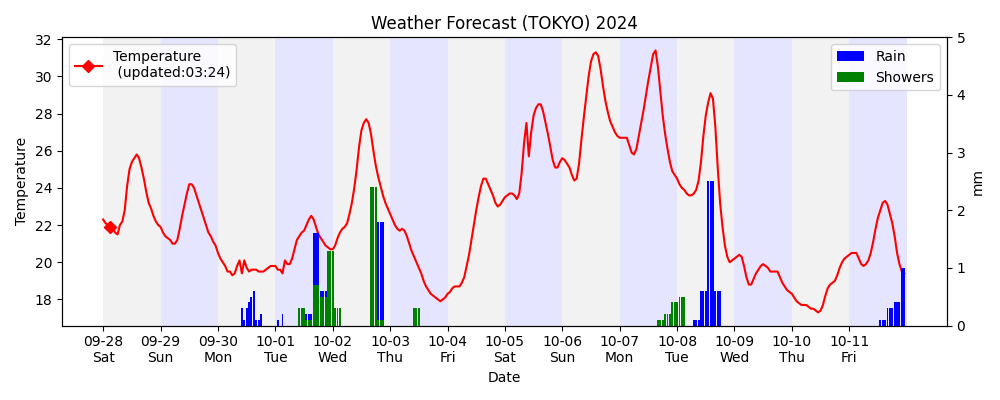 Weather Forecast (TOKYO) 2024
Temperature
(updated:03:24)
Rain
Showers
Temperature
32
30
28
26
24
22
20
18
5
4
3
2
1
0
mm
09-28 09-29 09-30 10-01 10-02 10-03 10-04 10-05 10-06 10-07 10-08 10-09 10-10 10-11
Sat Sun Mon Tue Wed Thu Fri Sat Sun Mon Tue Wed Thu Fri
Date